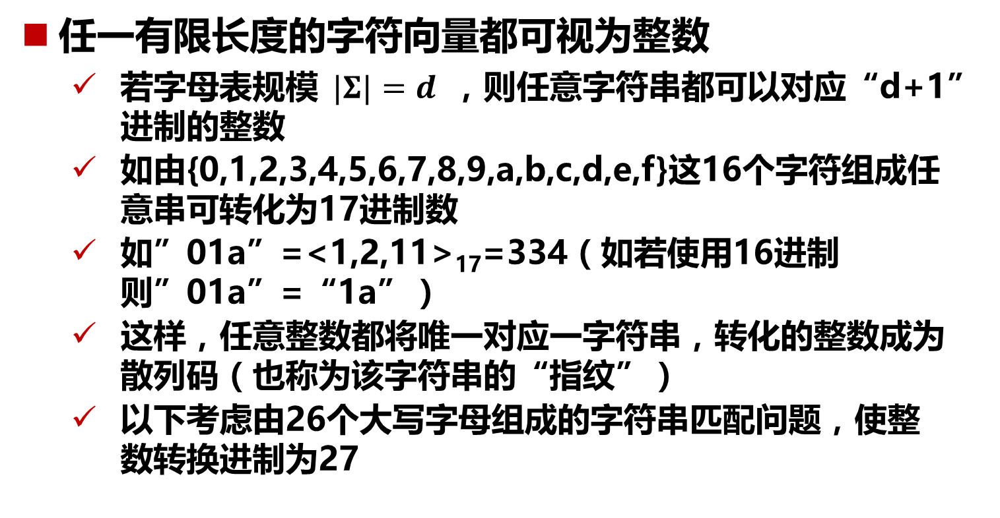 任一有限长度的字符向量都可视为整数
若字母表规模 |Σ| = d ，则任意字符串都可以对应“d+1”
进制的整数
如由{0,1,2,3,4,5,6,7,8,9,a,b,c,d,e,f}这16个字符组成任
意串可转化为17进制数
如”01a”=<1,2,11>₁₇=334（如若使用16进制
则”01a”=“1a”）
这样，任意整数都将唯一对应一字符串，转化的整数成为
散列码（也称为该字符串的“指纹”）
以下考虑由26个大写字母组成的字符串匹配问题，使整
数转换进制为27